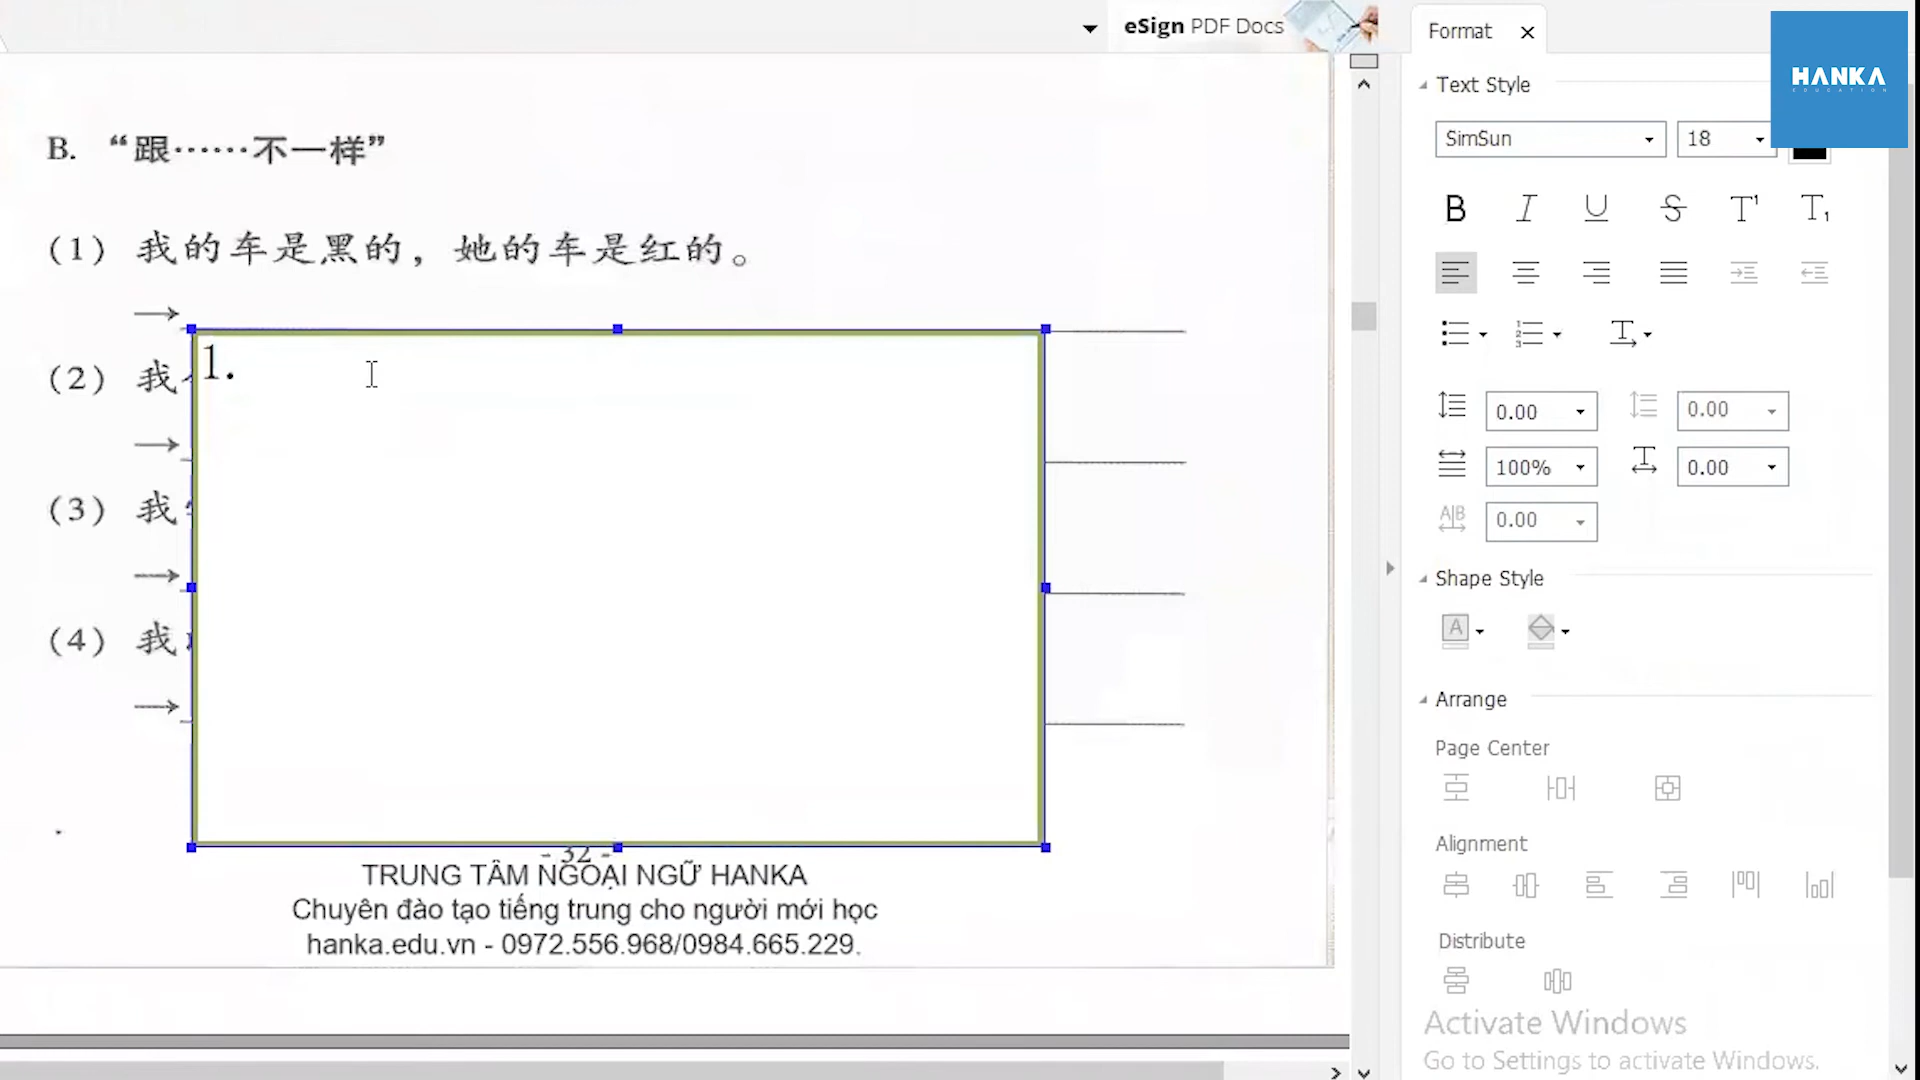 eSign PDF Docs
Format
HANKA
EDUCATION
Text Style
SimSun
18
B. “跟……不一样”
(1) 我的车是黑的，她的车是红的。
→
1.
(2) 我
→
(3) 我
→
(4) 我
→
- 32 -
TRUNG TÂM NGOẠI NGỮ HANKA
Chuyên đào tạo tiếng trung cho người mới học
hanka.edu.vn - 0972.556.968/0984.665.229.
0.00
0.00
100%
0.00
0.00
Shape Style
Arrange
Page Center
Alignment
Distribute
Activate Windows
Go to Settings to activate Windows.